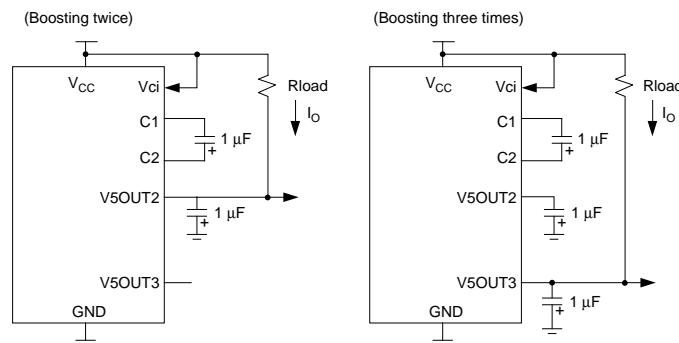 (Boosting twice)
V_CC
Vci
Rload
C1
I_O
+ 1 µF
C2
V5OUT2
+ 1 µF
V5OUT3
GND
(Boosting three times)
V_CC
Vci
Rload
C1
I_O
+ 1 µF
C2
V5OUT2
+ 1 µF
V5OUT3
+ 1 µF
GND